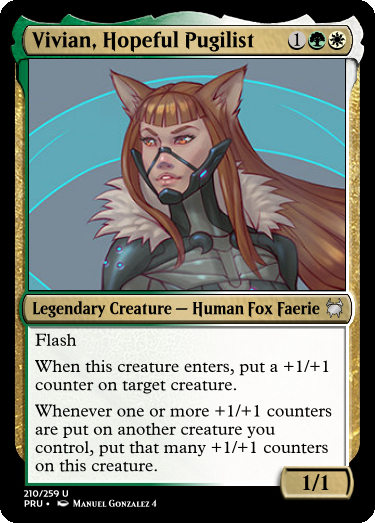 Vivian, Hopeful Pugilist 1
Legendary Creature — Human Fox Faerie
Flash
When this creature enters, put a +1/+1
counter on target creature.
Whenever one or more +1/+1 counters
are put on another creature you
control, put that many +1/+1 counters
on this creature.
1/1
210/259 U
PRU • Manuel Gonzalez 4